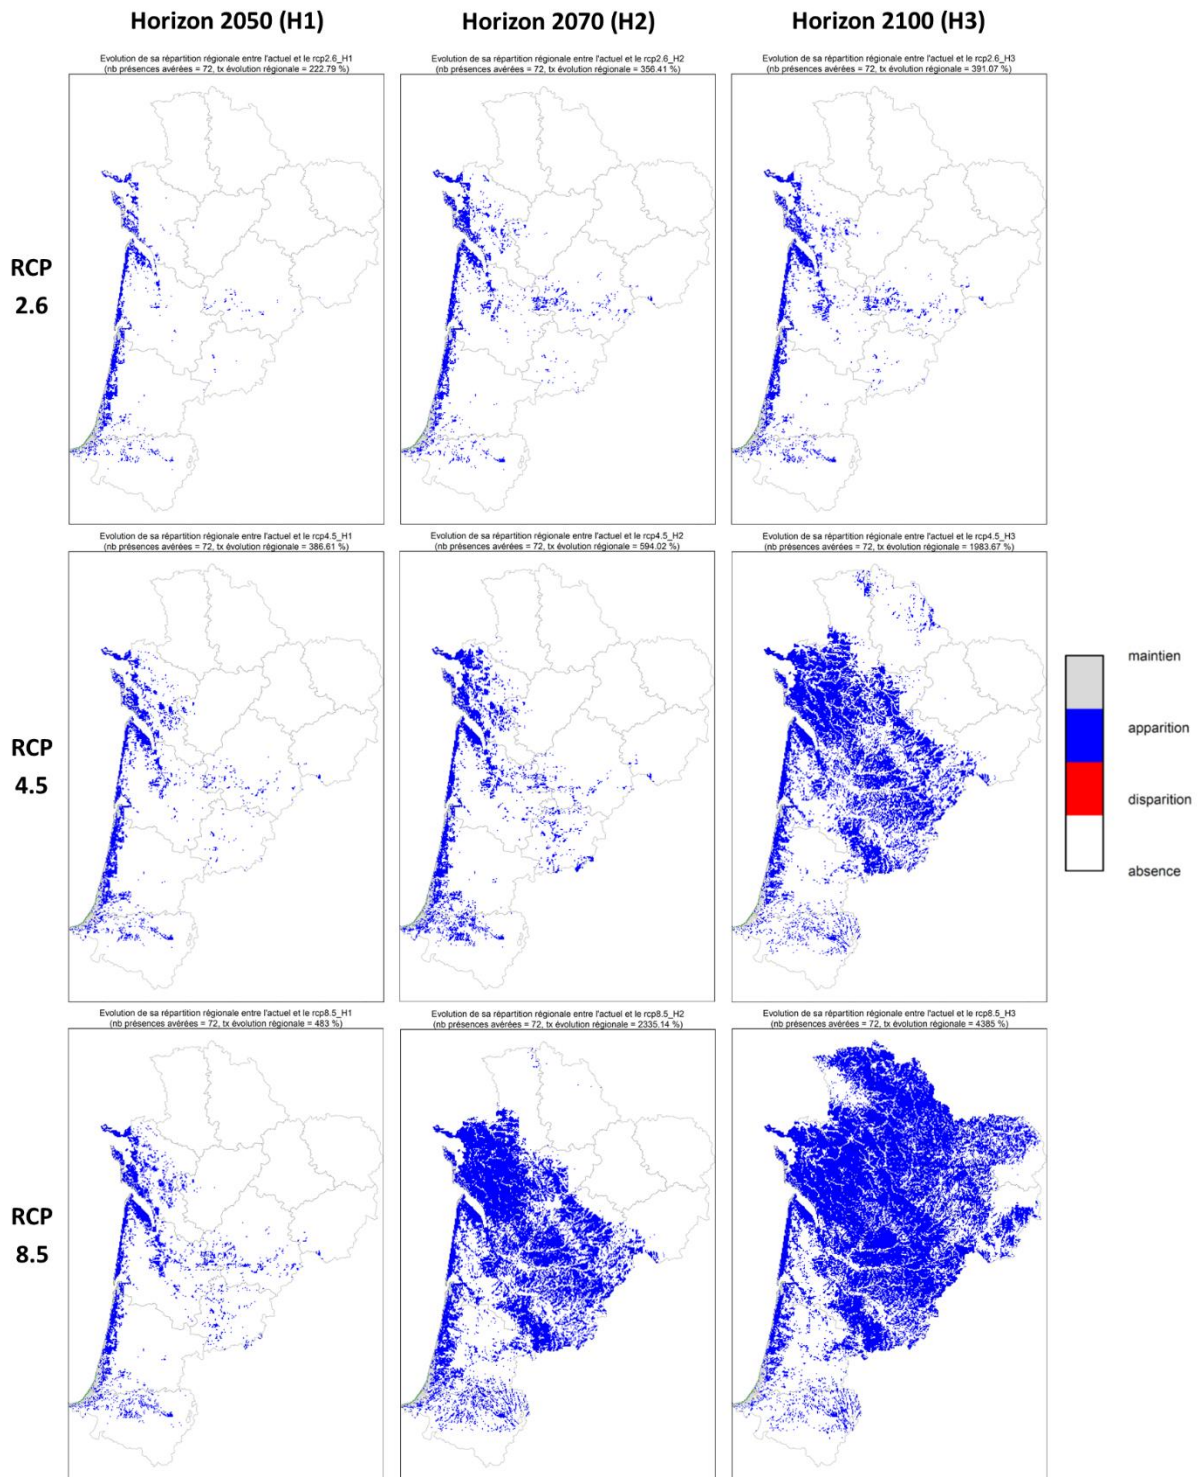 Horizon 2050 (H1)
Horizon 2070 (H2)
Horizon 2100 (H3)
Evolution de sa répartition régionale entre l'actuel et le rcp2.6_H1
(nb présences avérées = 72, tx évolution régionale = 222.79 %)
Evolution de sa répartition régionale entre l'actuel et le rcp2.6_H2
(nb présences avérées = 72, tx évolution régionale = 356.41 %)
Evolution de sa répartition régionale entre l'actuel et le rcp2.6_H3
(nb présences avérées = 72, tx évolution régionale = 391.07 %)
RCP
2.6
Evolution de sa répartition régionale entre l'actuel et le rcp4.5_H1
(nb présences avérées = 72, tx évolution régionale = 386.61 %)
Evolution de sa répartition régionale entre l'actuel et le rcp4.5_H2
(nb présences avérées = 72, tx évolution régionale = 594.02 %)
Evolution de sa répartition régionale entre l'actuel et le rcp4.5_H3
(nb présences avérées = 72, tx évolution régionale = 1983.67 %)
RCP
4.5
maintien
apparition
disparition
absence
Evolution de sa répartition régionale entre l'actuel et le rcp8.5_H1
(nb présences avérées = 72, tx évolution régionale = 483 %)
Evolution de sa répartition régionale entre l'actuel et le rcp8.5_H2
(nb présences avérées = 72, tx évolution régionale = 2335.14 %)
Evolution de sa répartition régionale entre l'actuel et le rcp8.5_H3
(nb présences avérées = 72, tx évolution régionale = 4385 %)
RCP
8.5